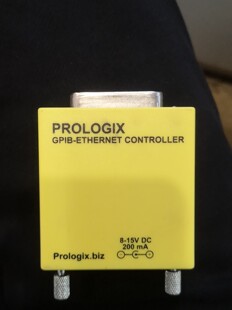 PROLOGIX
GPIB-ETHERNET CONTROLLER
8-15V DC
200 mA
Prologix.biz